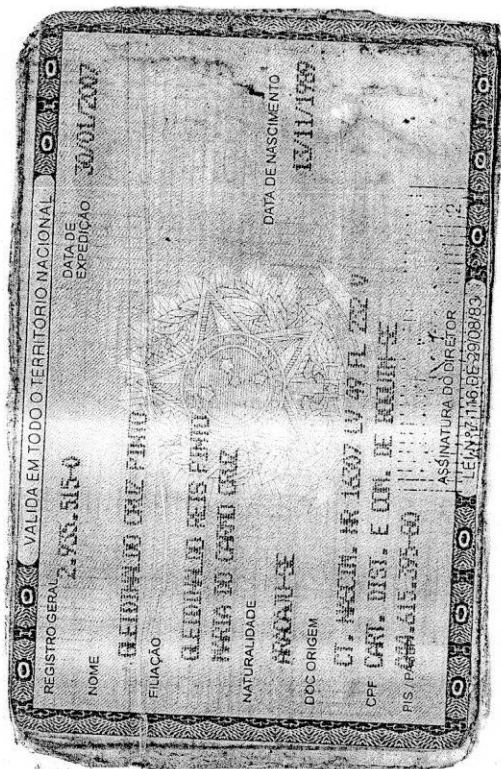 VALIDA EM TODO O TERRITORIO NACIONAL
REGISTRO GERAL 2.935.515-0 DATA DE EXPEDIÇÃO 30/01/2007
NOME
GLEIDINALDO CRUZ PINTO
FILIAÇÃO
GLEIDINALDO REIS PINTO
MARIA DO CARMO CRUZ
NATURALIDADE DATA DE NASCIMENTO
ARACAJU-SE 13/11/1989
DOC ORIGEM
CT. NASCIM. NR 16307 LV 49 FL 232 V
CART. DIST. E COM. DE BOQUIM-SE
CPF
PIS
ASSINATURA DO DIRETOR
LEI Nº 7.116 DE 29/08/83